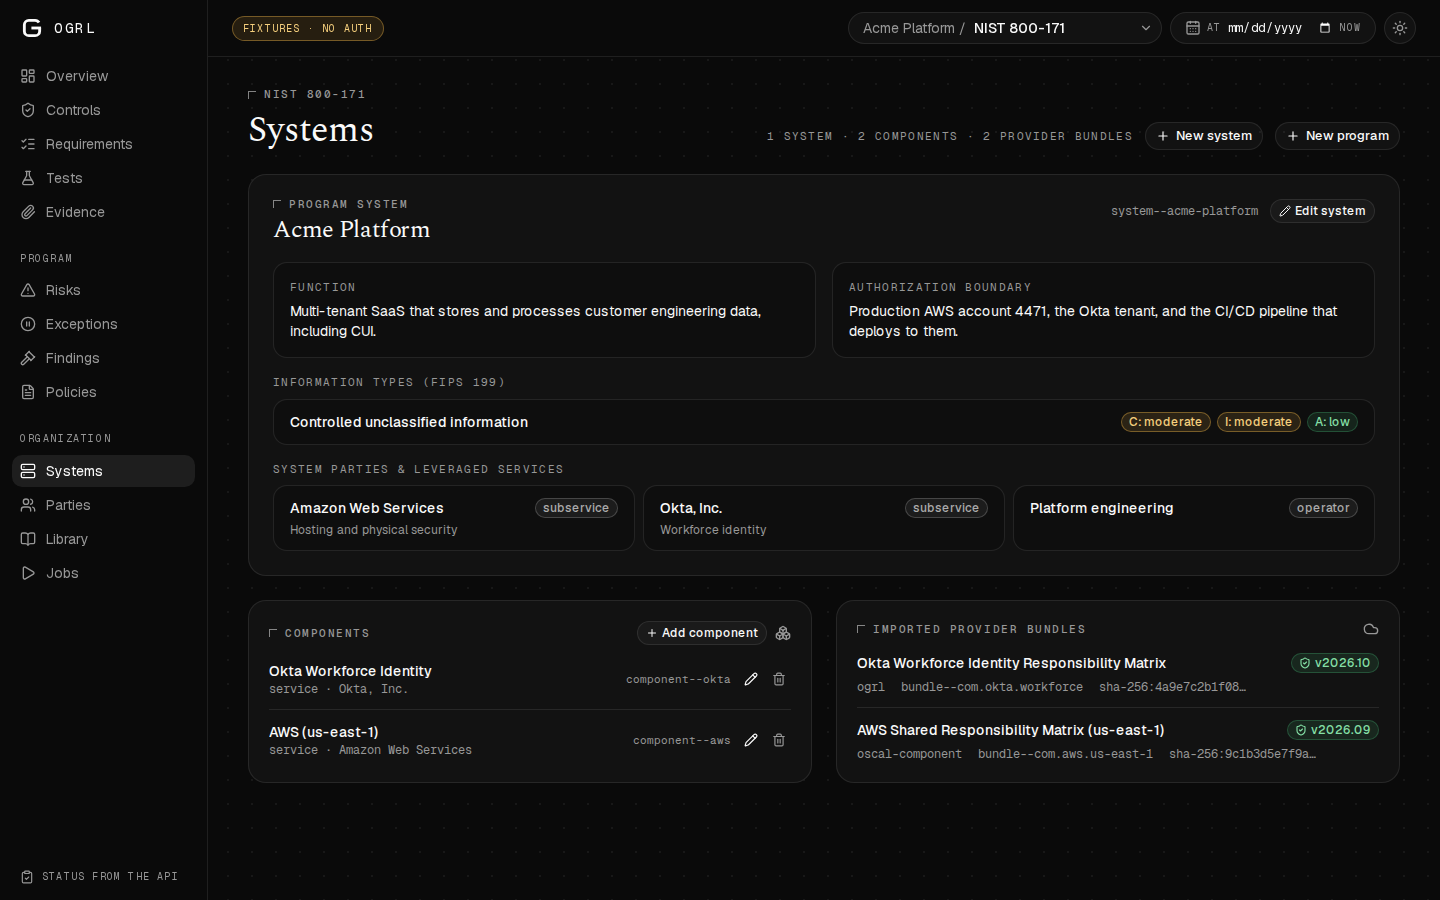 OGRL
FIXTURES · NO AUTH
Acme Platform / NIST 800-171
AT mm/dd/yyyy NOW
Overview
Controls
Requirements
Tests
Evidence
PROGRAM
Risks
Exceptions
Findings
Policies
ORGANIZATION
Systems
Parties
Library
Jobs
STATUS FROM THE API
NIST 800-171
Systems
1 SYSTEM · 2 COMPONENTS · 2 PROVIDER BUNDLES
New system
New program
PROGRAM SYSTEM
Acme Platform
system--acme-platform
Edit system
FUNCTION
Multi-tenant SaaS that stores and processes customer engineering data,
including CUI.
AUTHORIZATION BOUNDARY
Production AWS account 4471, the Okta tenant, and the CI/CD pipeline that
deploys to them.
INFORMATION TYPES (FIPS 199)
Controlled unclassified information
C: moderate
I: moderate
A: low
SYSTEM PARTIES & LEVERAGED SERVICES
Amazon Web Services
subservice
Hosting and physical security
Okta, Inc.
subservice
Workforce identity
Platform engineering
operator
COMPONENTS
Add component
Okta Workforce Identity
service · Okta, Inc.
component--okta
AWS (us-east-1)
service · Amazon Web Services
component--aws
IMPORTED PROVIDER BUNDLES
Okta Workforce Identity Responsibility Matrix
v2026.10
ogrl bundle--com.okta.workforce sha-256:4a9e7c2b1f08…
AWS Shared Responsibility Matrix (us-east-1)
v2026.09
oscal-component bundle--com.aws.us-east-1 sha-256:9c1b3d5e7f9a…